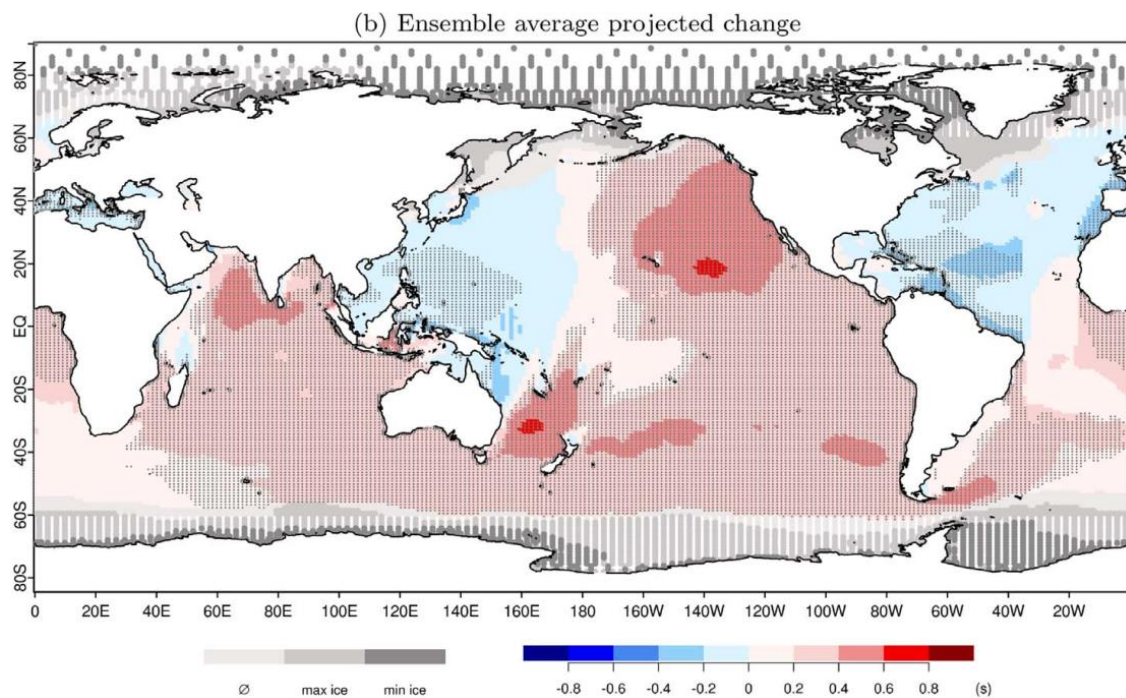 (b) Ensemble average projected change
80N
60N
40N
20N
EQ
20S
40S
60S
80S
0 20E 40E 60E 80E 100E 120E 140E 160E 180 160W 140W 120W 100W 80W 60W 40W 20W
Ø max ice min ice
-0.8 -0.6 -0.4 -0.2 0 0.2 0.4 0.6 0.8 (s)